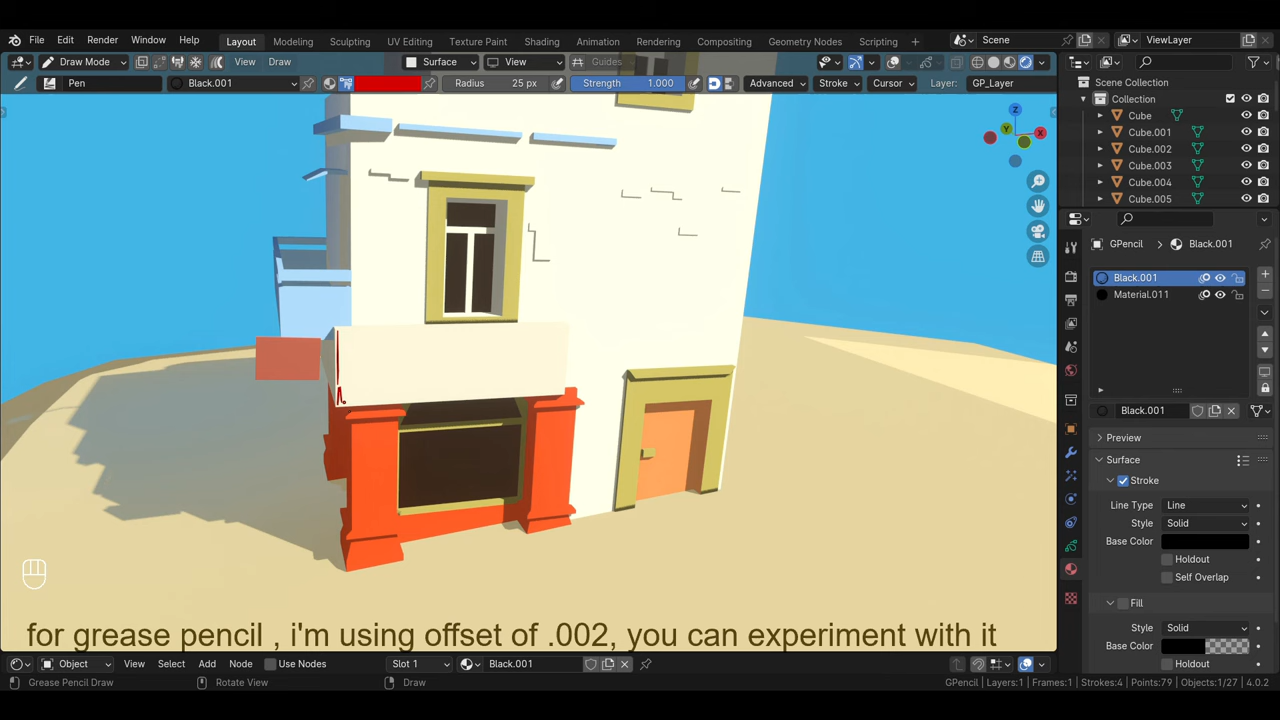 File Edit Render Window Help Layout Modeling Sculpting UV Editing Texture Paint Shading Animation Rendering Compositing Geometry Nodes Scripting + Scene ViewLayer
Draw Mode View Draw Surface View Guides
Pen Black.001 Radius 25 px Strength 1.000 Advanced Stroke Cursor Layer: GP_Layer
Scene Collection
Collection
Cube
Cube.001
Cube.002
Cube.003
Cube.004
Cube.005
Z
Y
X
GPencil > Black.001
Black.001
Material.011
Black.001
Preview
Surface
Stroke
Line Type Line
Style Solid
Base Color
Holdout
Self Overlap
Fill
Style Solid
Base Color
Holdout
for grease pencil , i'm using offset of .002, you can experiment with it
Object View Select Add Node Use Nodes Slot 1 Black.001
Grease Pencil Draw Rotate View Draw GPencil | Layers:1 | Frames:1 | Strokes:4 | Points:79 | Objects:1/27 | 4.0.2